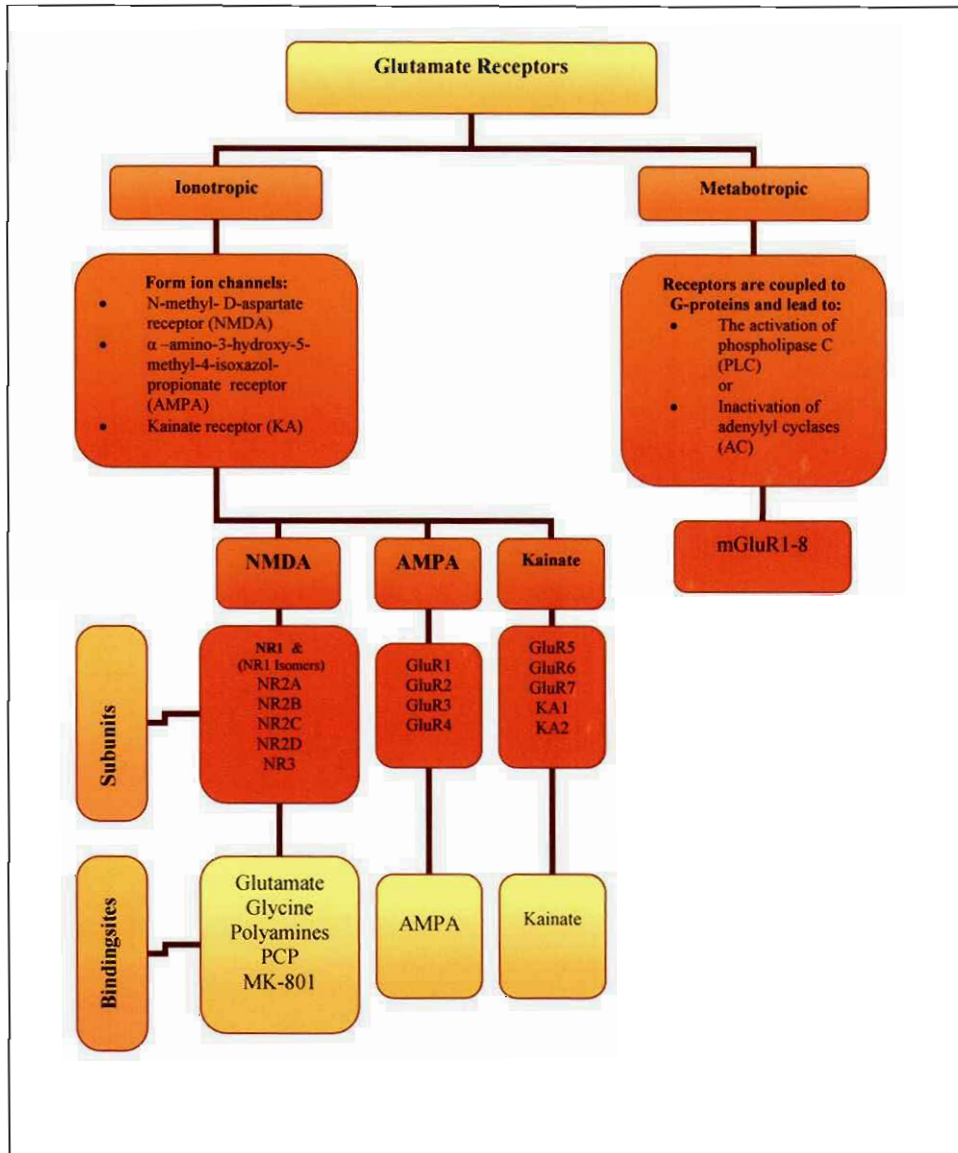 Glutamate Receptors
Ionotropic
Metabotropic
Form ion channels:
• N-methyl- D-aspartate
receptor (NMDA)
• α –amino-3-hydroxy-5-
methyl-4-isoxazol-
propionate receptor
(AMPA)
• Kainate receptor (KA)
Receptors are coupled to
G-proteins and lead to:
• The activation of
phospholipase C
(PLC)
or
• Inactivation of
adenylyl cyclases
(AC)
mGluR1-8
NMDA
AMPA
Kainate
Subunits
NR1 &
(NR1 Isomers)
NR2A
NR2B
NR2C
NR2D
NR3
GluR1
GluR2
GluR3
GluR4
GluR5
GluR6
GluR7
KA1
KA2
Bindingsites
Glutamate
Glycine
Polyamines
PCP
MK-801
AMPA
Kainate